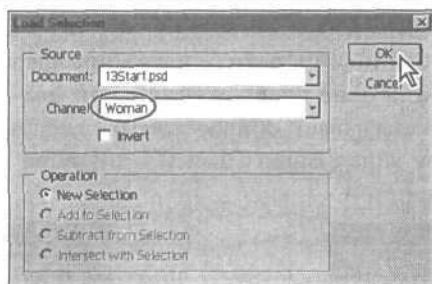 Load Selection
Source
Document: 13Start.psd
Channel: Woman
Invert
Operation
New Selection
Add to Selection
Subtract from Selection
Intersect with Selection
OK
Cancel